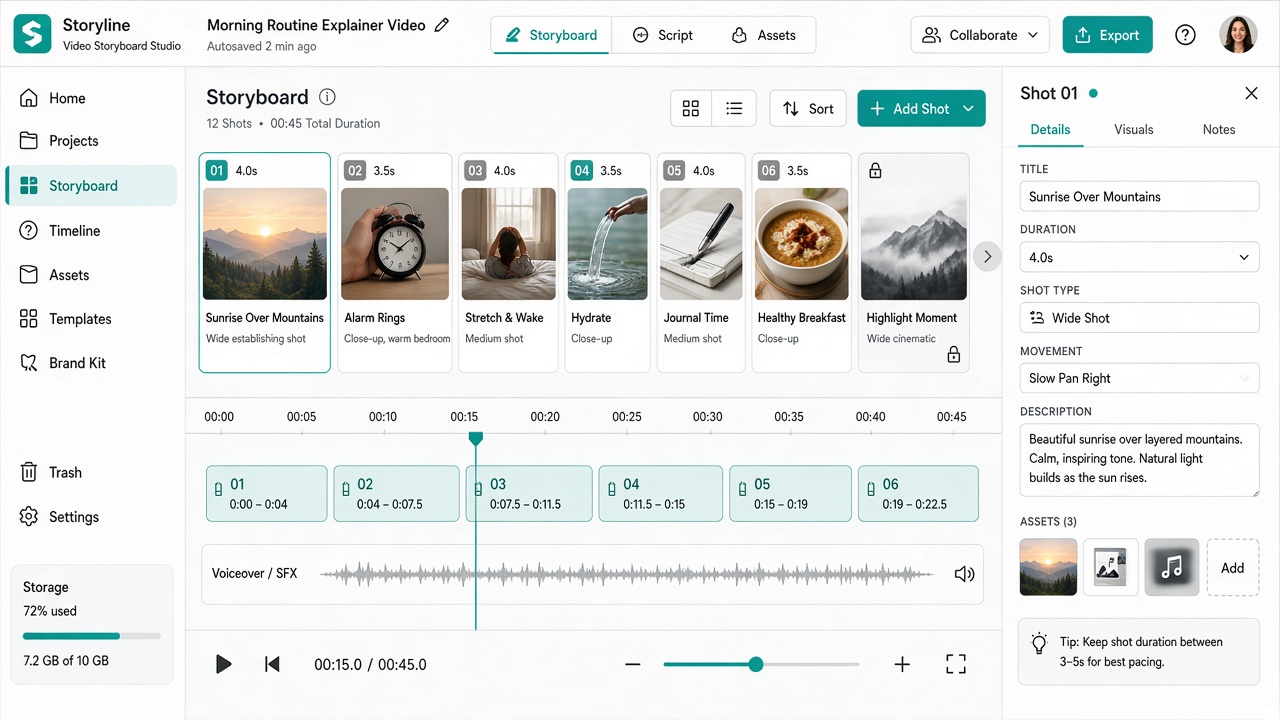 Storyline
Video Storyboard Studio
Morning Routine Explainer Video
Autosaved 2 min ago
Storyboard
Script
Assets
Collaborate
Export
Home
Projects
Storyboard
Timeline
Assets
Templates
Brand Kit
Trash
Settings
Storage
72% used
7.2 GB of 10 GB
Storyboard
12 Shots • 00:45 Total Duration
Sort
Add Shot
01 4.0s
Sunrise Over Mountains
Wide establishing shot
02 3.5s
Alarm Rings
Close-up, warm bedroom
03 4.0s
Stretch & Wake
Medium shot
04 3.5s
Hydrate
Close-up
05 4.0s
Journal Time
Medium shot
06 3.5s
Healthy Breakfast
Close-up
Highlight Moment
Wide cinematic
00:00 00:05 00:10 00:15 00:20 00:25 00:30 00:35 00:40 00:45
01
0:00 – 0:04
02
0:04 – 0:07.5
03
0:07.5 – 0:11.5
04
0:11.5 – 0:15
05
0:15 – 0:19
06
0:19 – 0:22.5
Voiceover / SFX
00:15.0 / 00:45.0
Shot 01
Details
Visuals
Notes
TITLE
Sunrise Over Mountains
DURATION
4.0s
SHOT TYPE
Wide Shot
MOVEMENT
Slow Pan Right
DESCRIPTION
Beautiful sunrise over layered mountains.
Calm, inspiring tone. Natural light
builds as the sun rises.
ASSETS (3)
Add
Tip: Keep shot duration between
3–5s for best pacing.